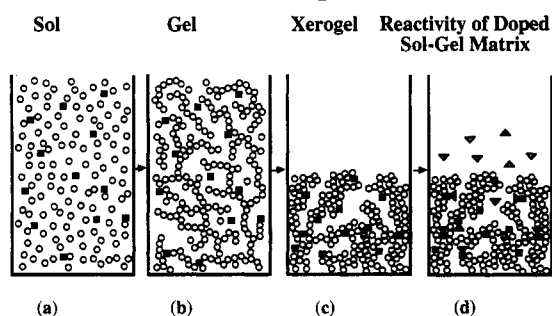 Sol
Gel
Xerogel
Reactivity of Doped
Sol-Gel Matrix
(a)
(b)
(c)
(d)